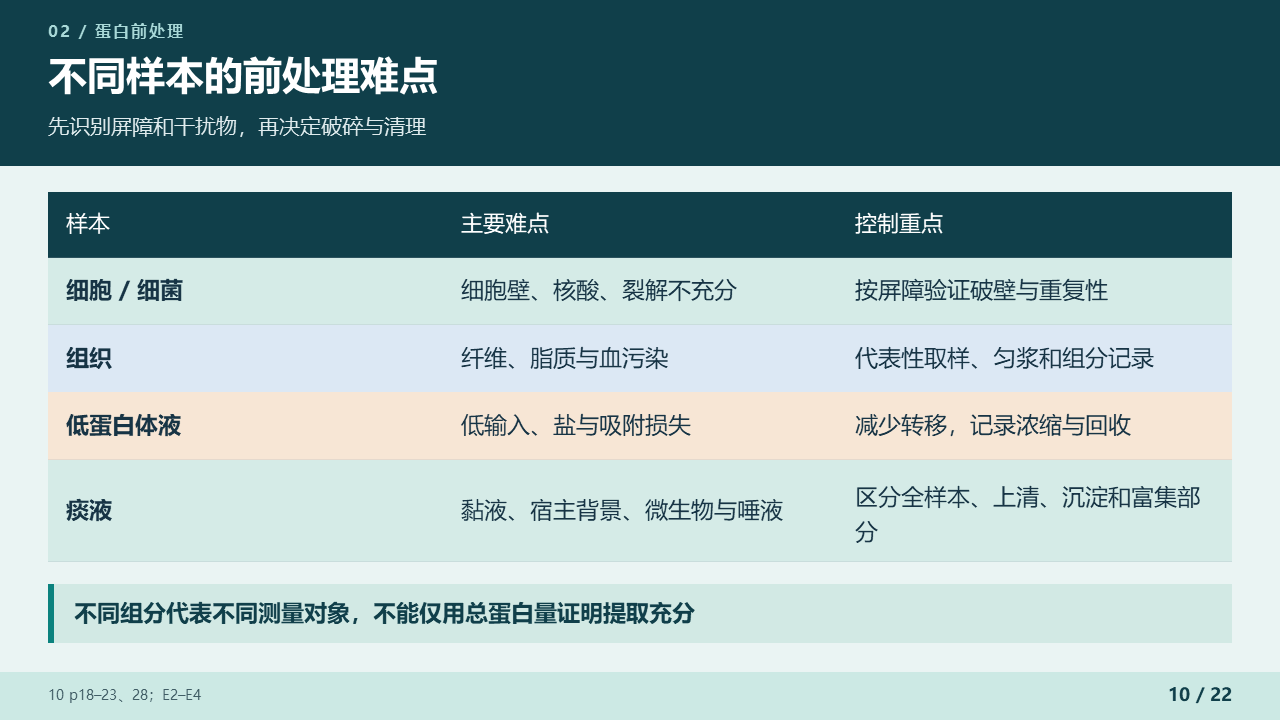 02 / 蛋白前处理
不同样本的前处理难点
先识别屏障和干扰物，再决定破碎与清理
样本 主要难点 控制重点
细胞 / 细菌 细胞壁、核酸、裂解不充分 按屏障验证破壁与重复性
组织 纤维、脂质与血污染 代表性取样、匀浆和组分记录
低蛋白体液 低输入、盐与吸附损失 减少转移，记录浓缩与回收
痰液 黏液、宿主背景、微生物与唾液 区分全样本、上清、沉淀和富集部
分
不同组分代表不同测量对象，不能仅用总蛋白量证明提取充分
10 p18–23、28；E2–E4
10 / 22